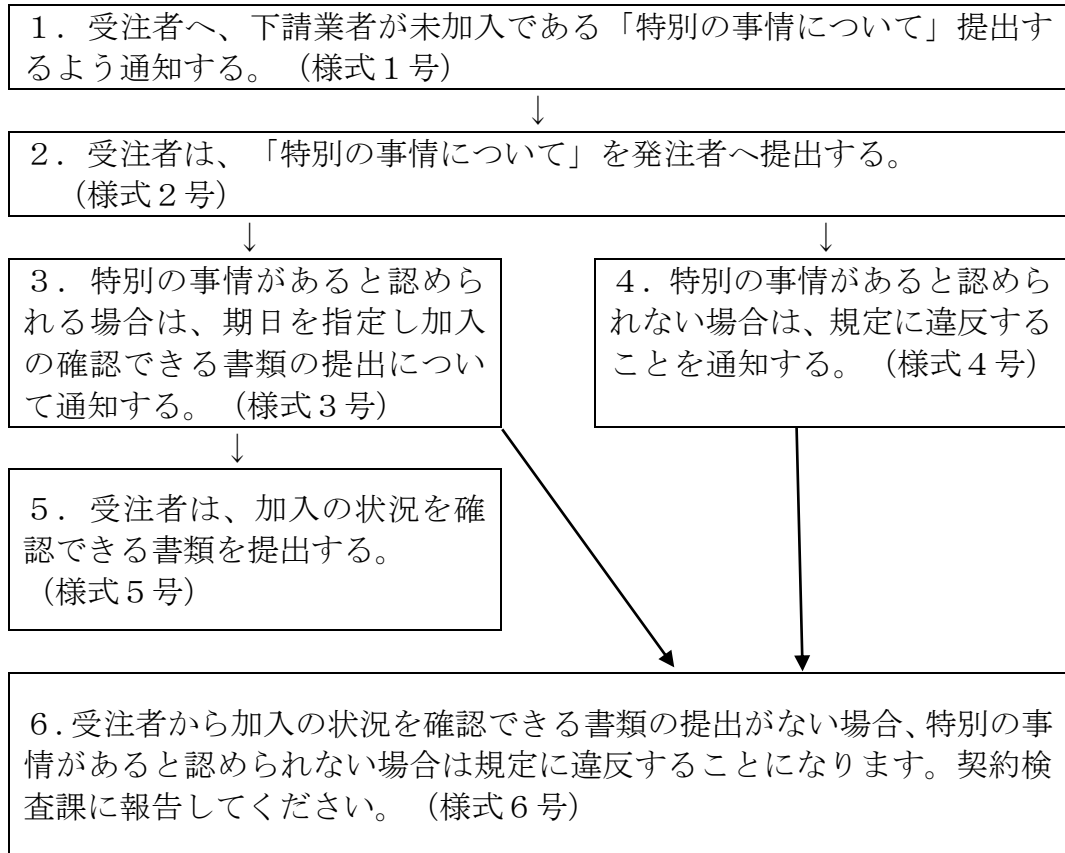 １．受注者へ、下請業者が未加入である「特別の事情について」提出す
るよう通知する。（様式１号）
↓
２．受注者は、「特別の事情について」を発注者へ提出する。
（様式２号）
↓ ↓
３．特別の事情があると認めら
れる場合は、期日を指定し加入
の確認できる書類の提出につい
て通知する。（様式３号）
４．特別の事情があると認めら
れない場合は、規定に違反する
ことを通知する。（様式４号）
↓
５．受注者は、加入の状況を確
認できる書類を提出する。
（様式５号）
６.受注者から加入の状況を確認できる書類の提出がない場合、特別の事
情があると認められない場合は規定に違反することになります。契約検
査課に報告してください。（様式６号）